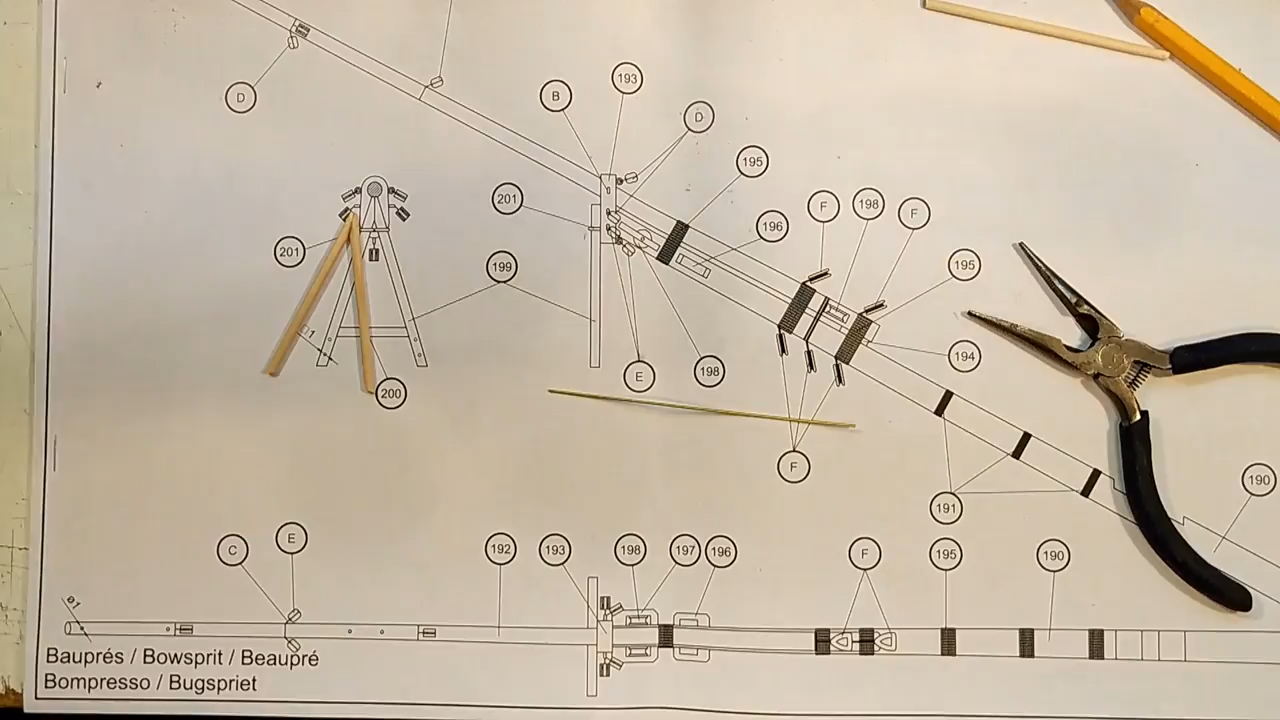 D
B
193
D
195
201
F
198
F
196
201
199
195
194
E
198
200
F
190
191
C
E
192
193
198
197
196
F
195
190
ø1
Bauprés / Bowsprit / Beaupré
Bompresso / Bugspriet